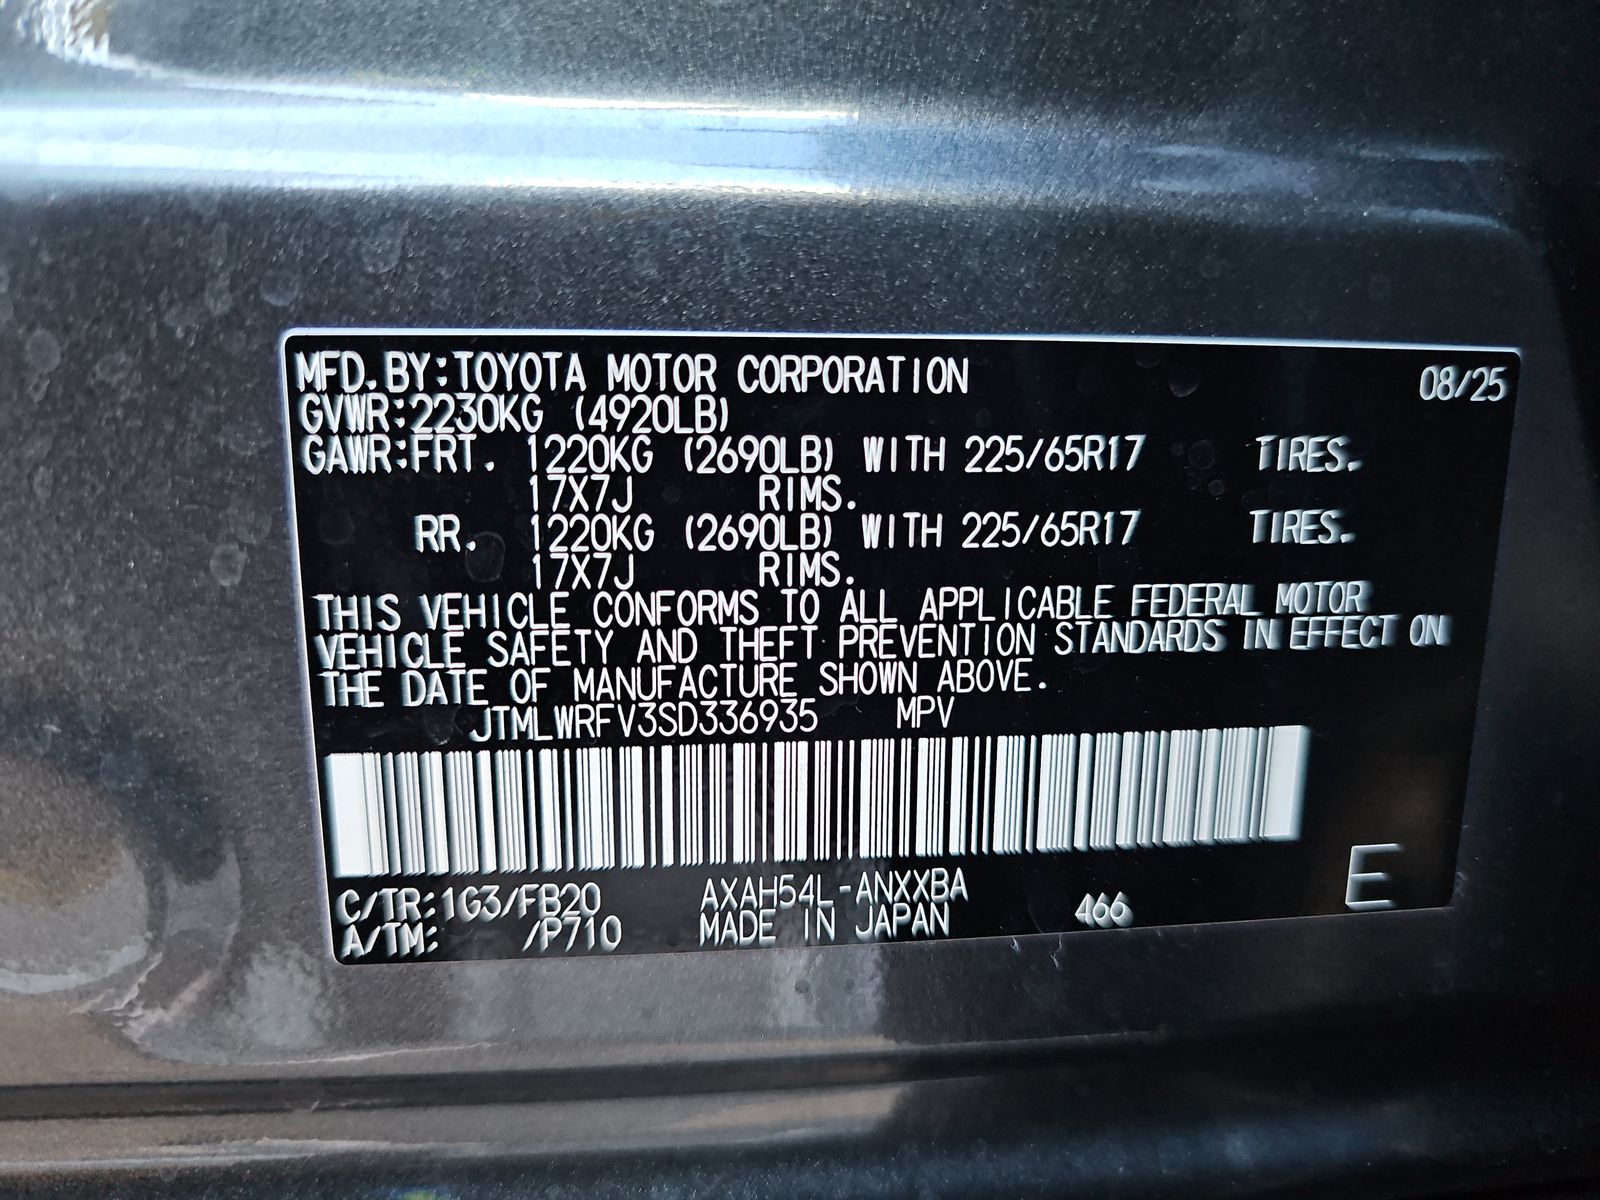 MFD. BY: TOYOTA MOTOR CORPORATION 08/25
GVWR: 2230KG (4920LB)
GAWR: FRT. 1220KG (2690LB) WITH 225/65R17 TIRES.
17X7J RIMS.
RR. 1220KG (2690LB) WITH 225/65R17 TIRES.
17X7J RIMS.
THIS VEHICLE CONFORMS TO ALL APPLICABLE FEDERAL MOTOR
VEHICLE SAFETY AND THEFT PREVENTION STANDARDS IN EFFECT ON
THE DATE OF MANUFACTURE SHOWN ABOVE.
JTMLWRFV3SD336935 MPV
C/TR: 1G3/FB20 AXAH54L-ANXXBA
A/TM: /P710 MADE IN JAPAN 466 E